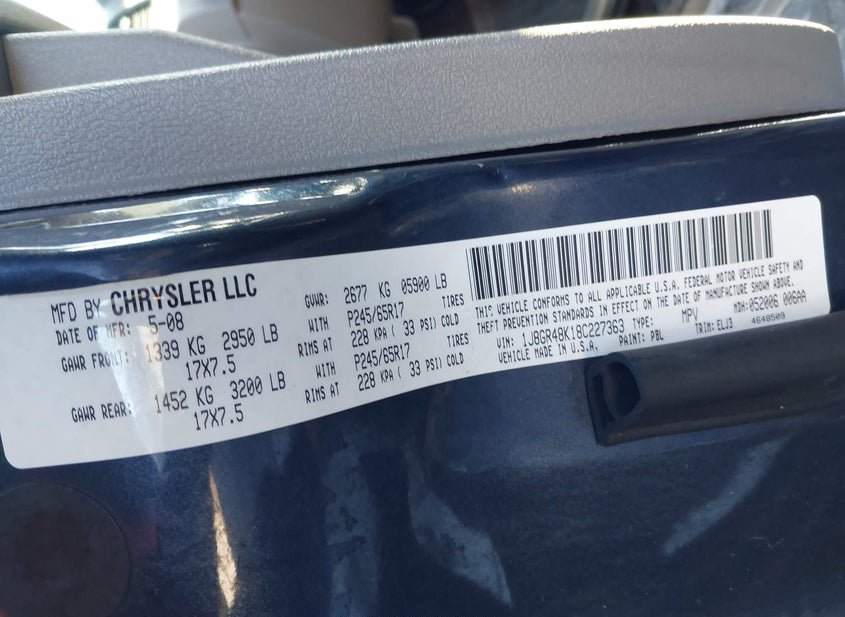 MFD BY CHRYSLER LLC
DATE OF MFR: 5-08
GVWR: 2677 KG 05900 LB
GAWR FRONT: 1339 KG 2950 LB WITH P245/65R17 TIRES
17X7.5 RIMS AT 228 KPA ( 33 PSI) COLD
GAWR REAR: 1452 KG 3200 LB WITH P245/65R17 TIRES
17X7.5 RIMS AT 228 KPA ( 33 PSI) COLD
THIS VEHICLE CONFORMS TO ALL APPLICABLE U.S.A. FEDERAL MOTOR VEHICLE SAFETY AND
THEFT PREVENTION STANDARDS IN EFFECT ON THE DATE OF MANUFACTURE SHOWN ABOVE.
VIN: 1J8GR48K18C227363 TYPE: MPV MDH: 052006 006AA
VEHICLE MADE IN U.S.A. PAINT: PBL TRIM: ELJ3 4648509